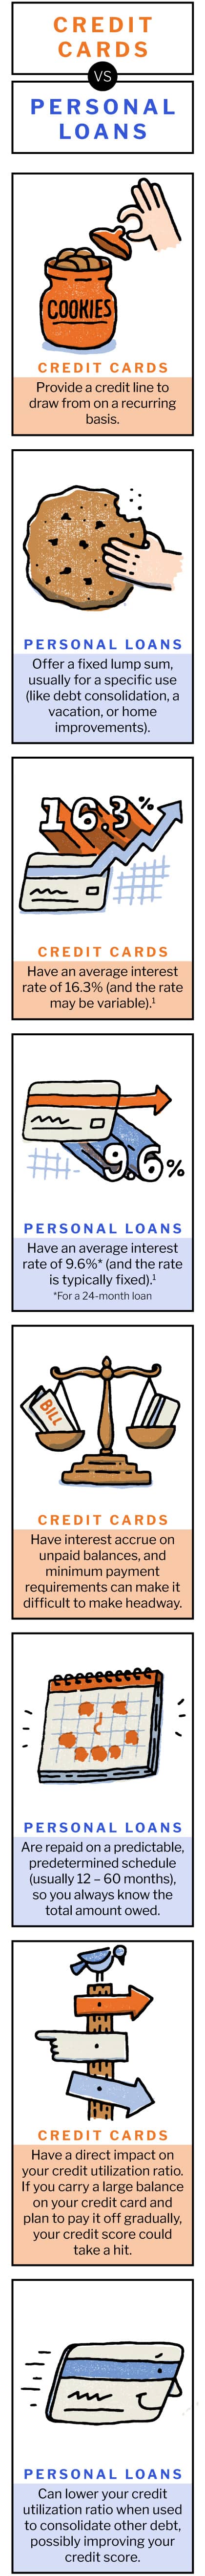 CREDIT
CARDS
VS
PERSONAL
LOANS
COOKIES
CREDIT CARDS
Provide a credit line to
draw from on a recurring
basis.
PERSONAL LOANS
Offer a fixed lump sum,
usually for a specific use
(like debt consolidation, a
vacation, or home
improvements).
16.3%
CREDIT CARDS
Have an average interest
rate of 16.3% (and the rate
may be variable).¹
9.6%
PERSONAL LOANS
Have an average interest
rate of 9.6%* (and the rate
is typically fixed).¹
*For a 24-month loan
BILL
CREDIT CARDS
Have interest accrue on
unpaid balances, and
minimum payment
requirements can make it
difficult to make headway.
PERSONAL LOANS
Are repaid on a predictable,
predetermined schedule
(usually 12 – 60 months),
so you always know the
total amount owed.
CREDIT CARDS
Have a direct impact on
your credit utilization ratio.
If you carry a large balance
on your credit card and
plan to pay it off gradually,
your credit score could
take a hit.
PERSONAL LOANS
Can lower your credit
utilization ratio when used
to consolidate other debt,
possibly improving your
credit score.